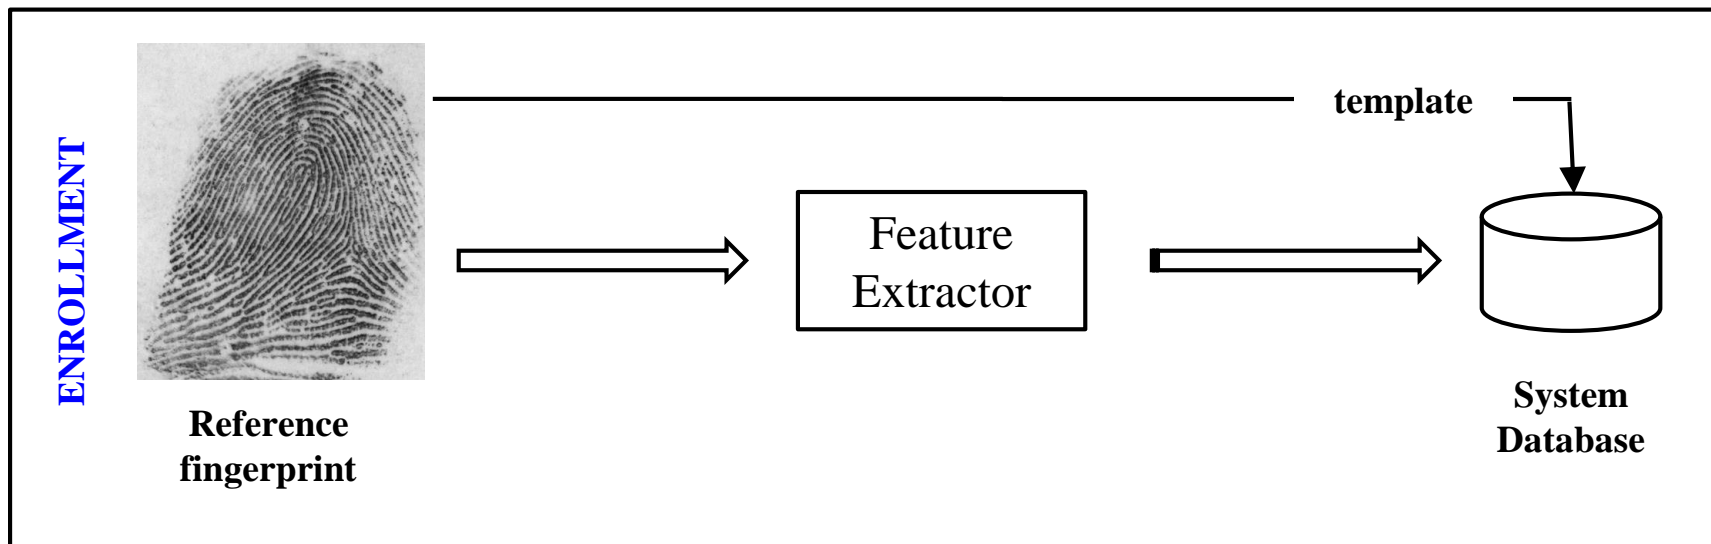 ENROLLMENT
template
Feature
Extractor
Reference
fingerprint
System
Database